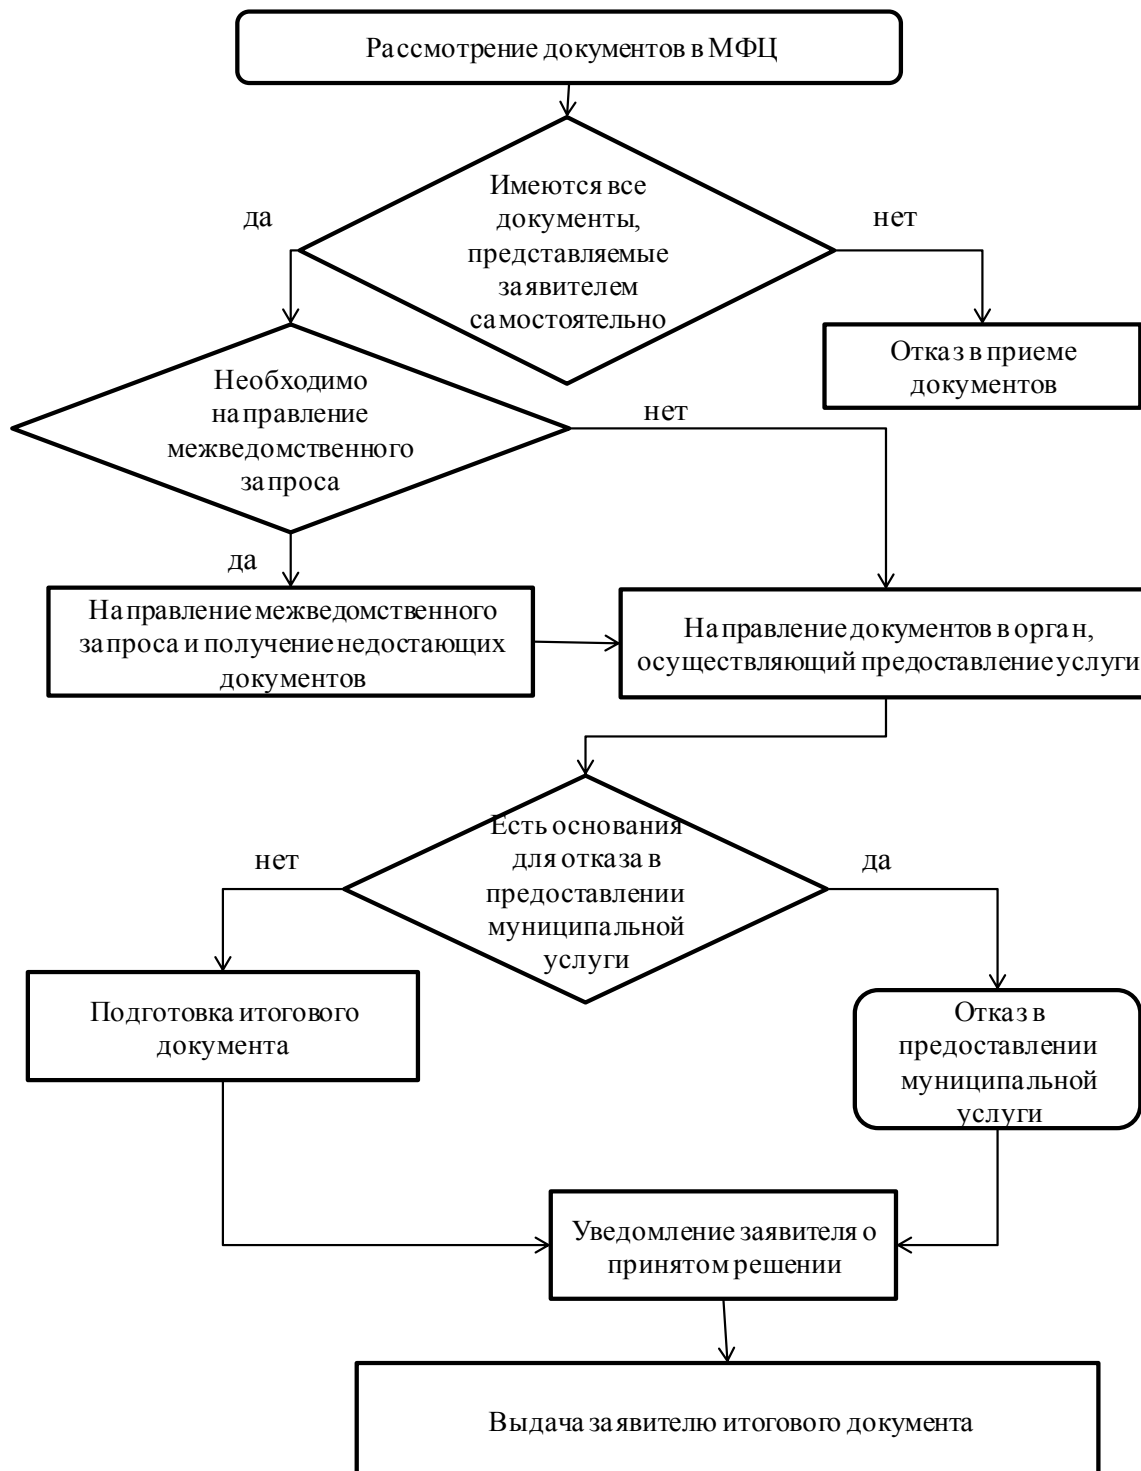 Рассмотрение документов в МФЦ
Имеются все
документы,
представляемые
заявителем
самостоятельно
да
нет
Отказ в приеме
документов
Необходимо
направление
межведомственного
запроса
нет
да
Направление межведомственного
запроса и получение недостающих
документов
Направление документов в орган,
осуществляющий предоставление услуги
Есть основания
для отказа в
предоставлении
муниципальной
услуги
нет
да
Подготовка итогового
документа
Отказ в
предоставлении
муниципальной
услуги
Уведомление заявителя о
принятом решении
Выдача заявителю итогового документа